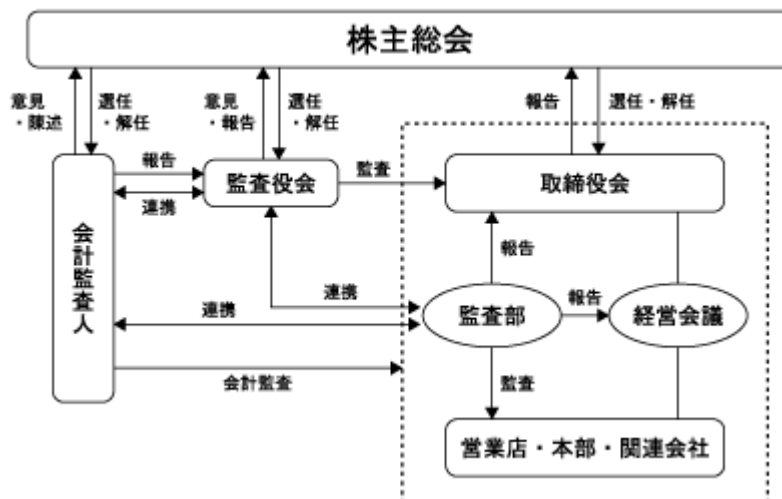 株主総会
意見
・陳述
選任
・解任
意見
・報告
選任
・解任
報告
選任・解任
会計監査人
報告
連携
監査役会
監査
取締役会
報告
連携
連携
監査部
報告
経営会議
会計監査
監査
営業店・本部・関連会社